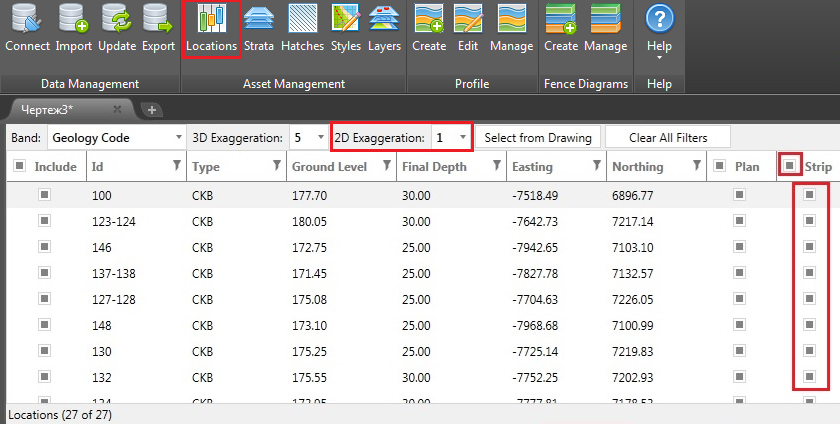 Connect Import Update Export Locations Strata Hatches Styles Layers Create Edit Manage Create Manage Help
Data Management Asset Management Profile Fence Diagrams Help
Чертеж3*
Band: Geology Code 3D Exaggeration: 5 2D Exaggeration: 1 Select from Drawing Clear All Filters
Include Id Type Ground Level Final Depth Easting Northing Plan Strip
100 CKB 177.70 30.00 -7518.49 6896.77
123-124 CKB 180.05 30.00 -7642.73 7217.14
146 CKB 172.75 25.00 -7942.65 7103.10
137-138 CKB 171.45 25.00 -7827.78 7132.57
127-128 CKB 175.08 25.00 -7704.63 7226.05
148 CKB 173.10 25.00 -7968.68 7100.99
130 CKB 175.25 25.00 -7725.14 7219.83
132 CKB 175.55 30.00 -7752.25 7202.93
Locations (27 of 27)